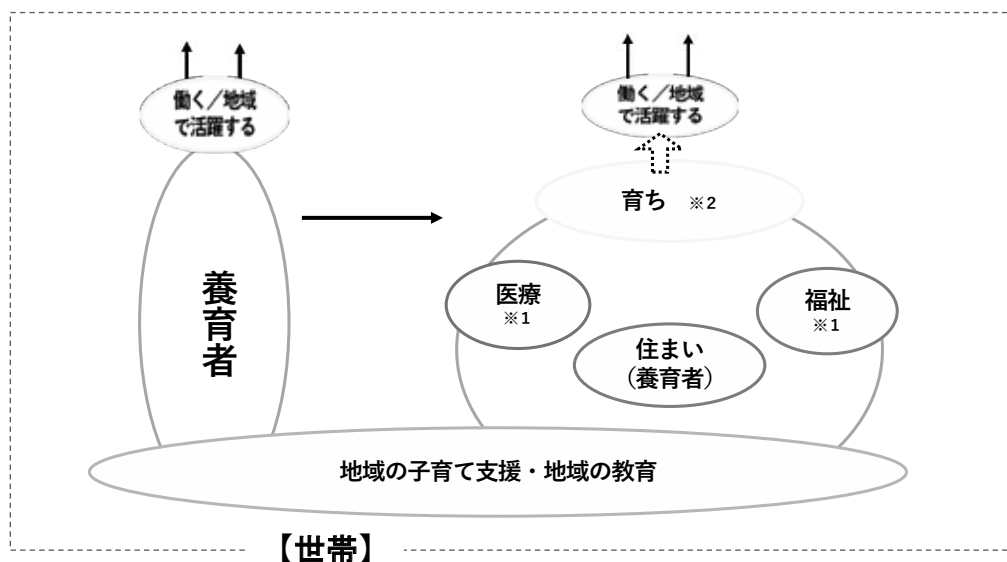 働く／地域
で活躍する
働く／地域
で活躍する
育ち ※2
養育者
医療
※1
福祉
※1
住まい
（養育者）
地域の子育て支援・地域の教育
【世帯】